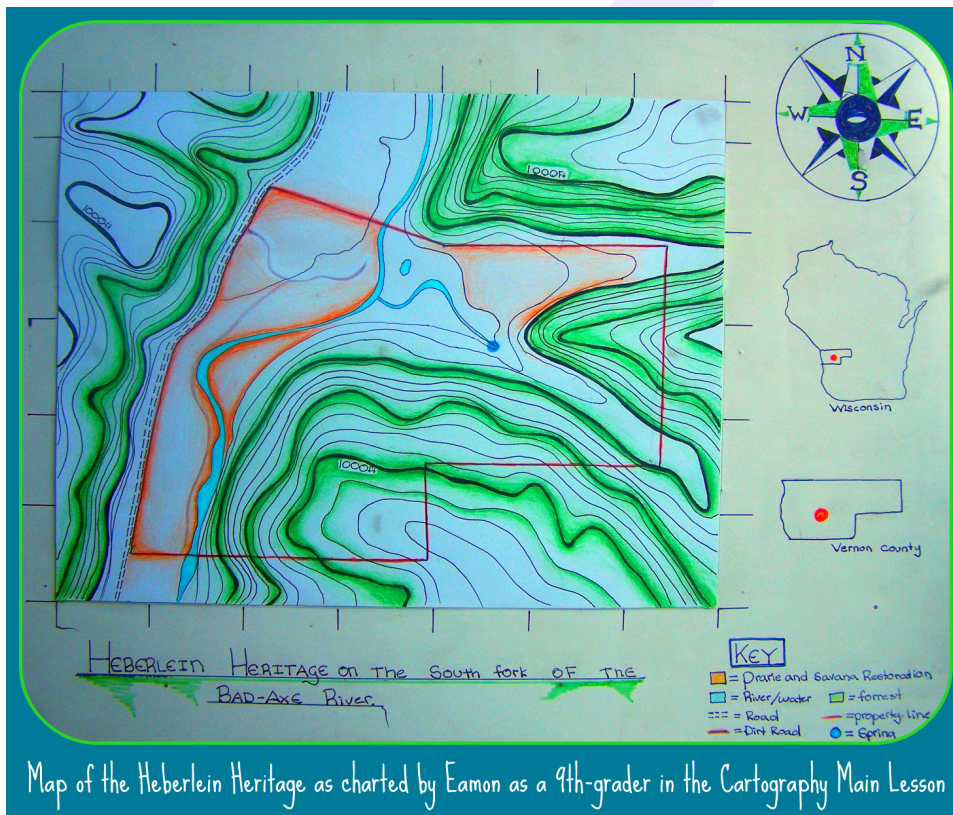 N
W
E
S
1000ft
1000ft
1000ft
Wisconsin
Vernon County
HEBERLEIN HERITAGE on The South fork OF THE
BAD-AXE RIVER.
KEY
= Prarie and Savana Restoration
= River/water
= forrest
= Road
= property line
= Dirt Road
= Spring
Map of the Heberlein Heritage as charted by Eamon as a 9th-grader in the Cartography Main Lesson